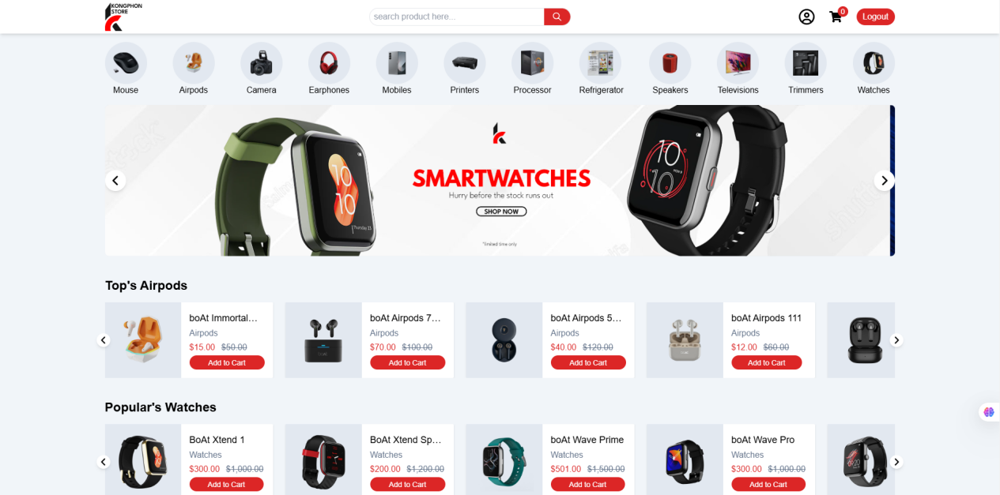 KONGPHON
STORE
search product here...
0
Logout
Mouse
Airpods
Camera
Earphones
Mobiles
Printers
Processor
Refrigerator
Speakers
Televisions
Trimmers
Watches
10
10
Thursday 21
SMARTWATCHES
Hurry before the stock runs out
SHOP NOW
*limited time only
10
10
Top's Airpods
boAt Immortal...
Airpods
$15.00 $50.00
Add to Cart
boAt Airpods 7...
Airpods
$70.00 $100.00
Add to Cart
boAt Airpods 5...
Airpods
$40.00 $120.00
Add to Cart
boAt Airpods 111
Airpods
$12.00 $60.00
Add to Cart
Popular's Watches
BoAt Xtend 1
Watches
$300.00 $1,000.00
Add to Cart
BoAt Xtend Sp...
Watches
$200.00 $1,200.00
Add to Cart
boAt Wave Prime
Watches
$501.00 $1,500.00
Add to Cart
boAt Wave Pro
Watches
$300.00 $1,000.00
Add to Cart